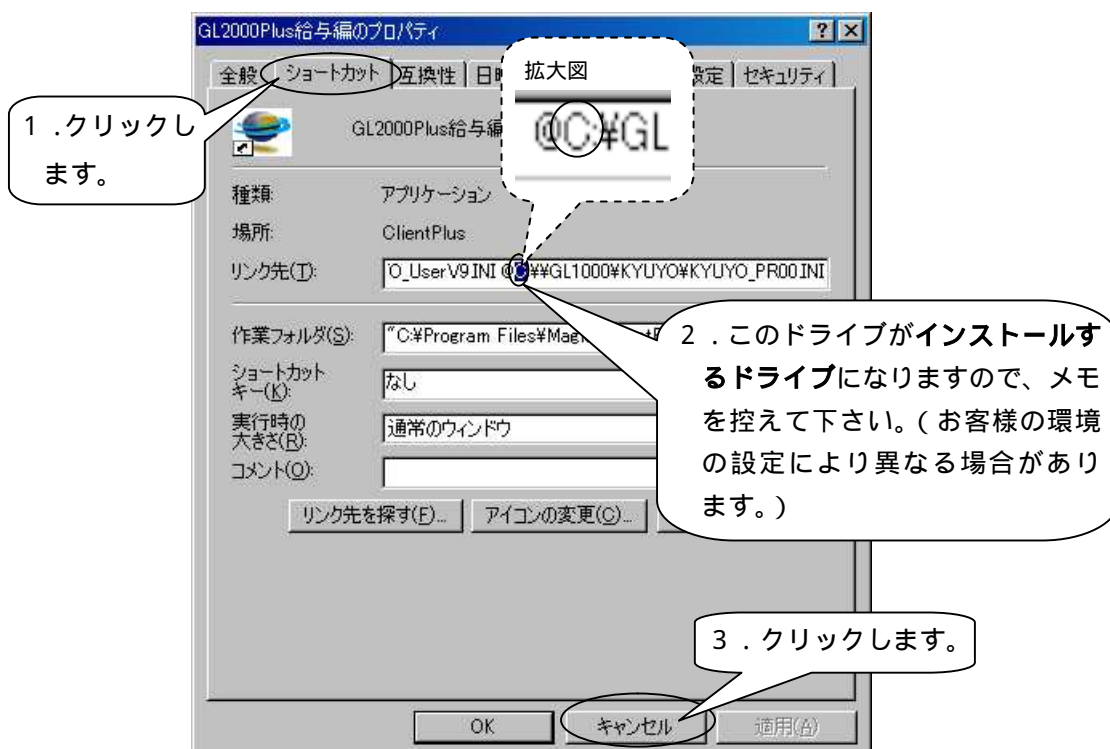 GL2000Plus給与編のプロパティ
全般
ショートカット
互換性
設定
セキュリティ
拡大図
@C:¥GL
1．クリックし
ます。
GL2000Plus給与編
種類:
アプリケーション
場所:
ClientPlus
リンク先(T):
O_UserV9.INI @C:¥¥GL1000¥KYUYO¥KYUYO_PR00.INI
作業フォルダ(S):
"C:¥Program Files¥Magi
ショートカット
キー(K):
なし
実行時の
大きさ(R):
通常のウィンドウ
コメント(O):
2．このドライブがインストールす
るドライブになりますので、メモ
を控えて下さい。(お客様の環境
の設定により異なる場合があり
ます。)
リンク先を探す(F)...
アイコンの変更(C)...
3．クリックします。
OK
キャンセル
適用(A)